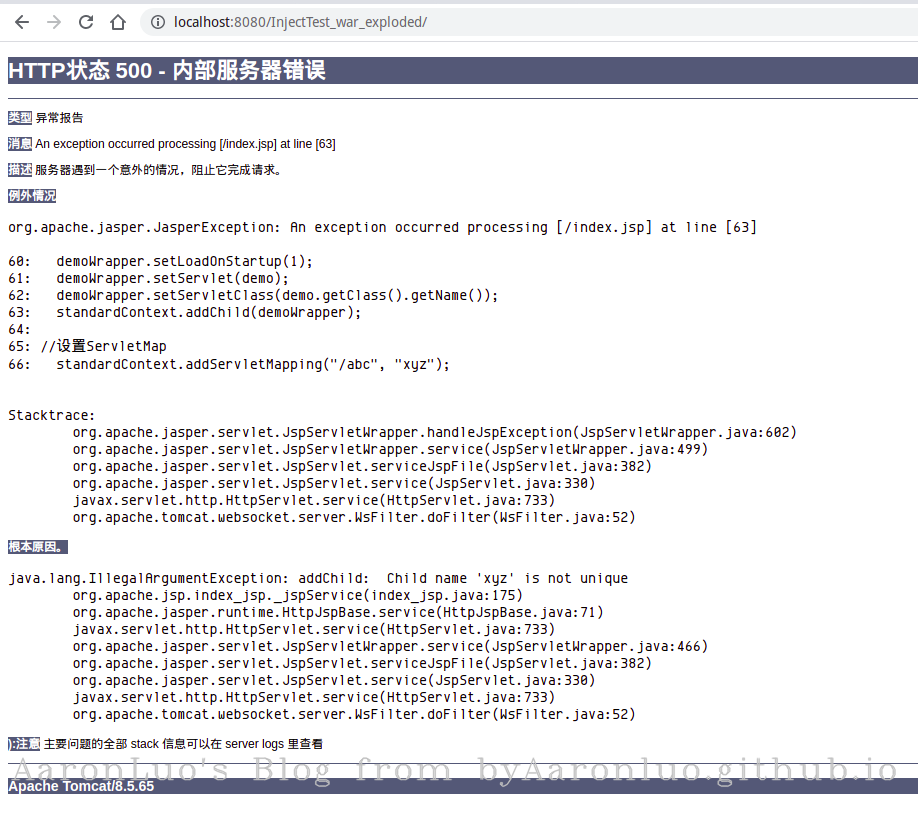 localhost:8080/InjectTest_war_exploded/
HTTP状态 500 - 内部服务器错误
类型 异常报告
消息 An exception occurred processing [/index.jsp] at line [63]
描述 服务器遇到一个意外的情况，阻止它完成请求。
例外情况
org.apache.jasper.JasperException: An exception occurred processing [/index.jsp] at line [63]
60:   demoWrapper.setLoadOnStartup(1);
61:   demoWrapper.setServlet(demo);
62:   demoWrapper.setServletClass(demo.getClass().getName());
63:   standardContext.addChild(demoWrapper);
64:
65: //设置ServletMap
66:   standardContext.addServletMapping("/abc", "xyz");
Stacktrace:
org.apache.jasper.servlet.JspServletWrapper.handleJspException(JspServletWrapper.java:602)
org.apache.jasper.servlet.JspServletWrapper.service(JspServletWrapper.java:499)
org.apache.jasper.servlet.JspServlet.serviceJspFile(JspServlet.java:382)
org.apache.jasper.servlet.JspServlet.service(JspServlet.java:330)
javax.servlet.http.HttpServlet.service(HttpServlet.java:733)
org.apache.tomcat.websocket.server.WsFilter.doFilter(WsFilter.java:52)
根本原因。
java.lang.IllegalArgumentException: addChild:  Child name 'xyz' is not unique
org.apache.jsp.index_jsp._jspService(index_jsp.java:175)
org.apache.jasper.runtime.HttpJspBase.service(HttpJspBase.java:71)
javax.servlet.http.HttpServlet.service(HttpServlet.java:733)
org.apache.jasper.servlet.JspServletWrapper.service(JspServletWrapper.java:466)
org.apache.jasper.servlet.JspServlet.serviceJspFile(JspServlet.java:382)
org.apache.jasper.servlet.JspServlet.service(JspServlet.java:330)
javax.servlet.http.HttpServlet.service(HttpServlet.java:733)
org.apache.tomcat.websocket.server.WsFilter.doFilter(WsFilter.java:52)
):注意 主要问题的全部 stack 信息可以在 server logs 里查看
AaronLuo's Blog from byAaronluo.github.io
Apache Tomcat/8.5.65